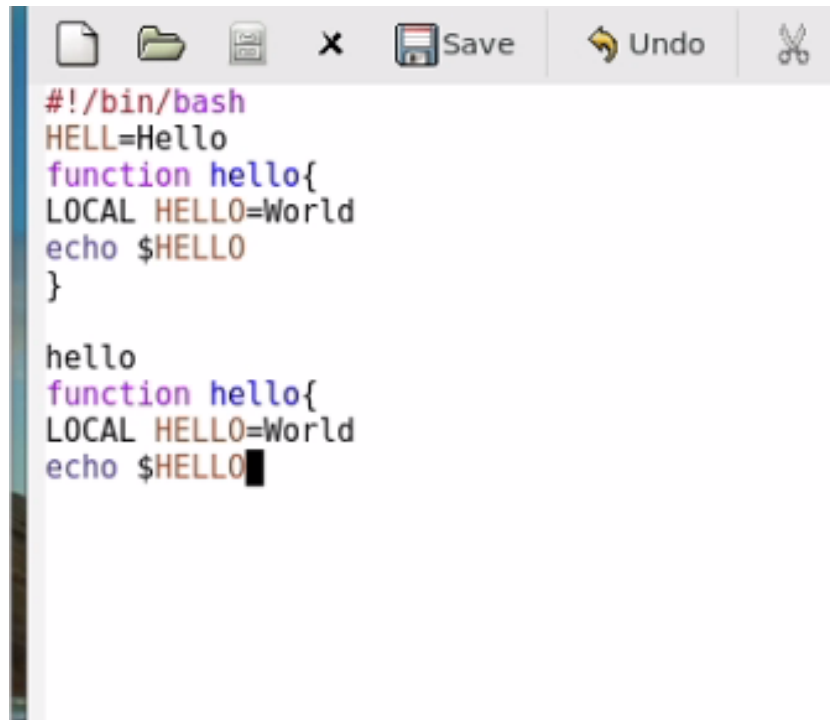 Save Undo
#!/bin/bash
HELL=Hello
function hello{
LOCAL HELLO=World
echo $HELLO
}
hello
function hello{
LOCAL HELLO=World
echo $HELLO